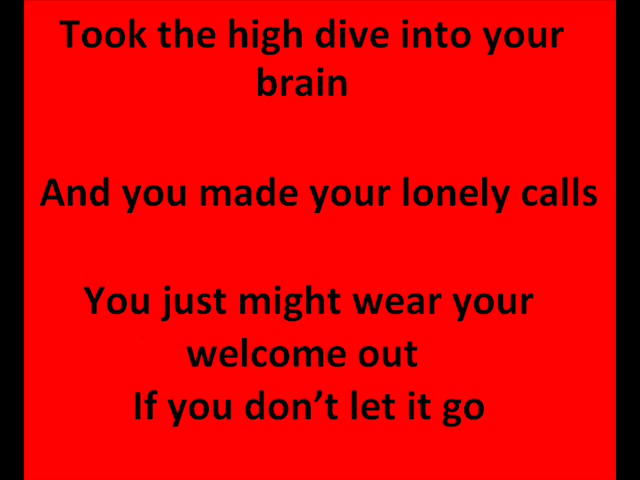 Took the high dive into your
brain
And you made your lonely calls
You just might wear your
welcome out
If you don’t let it go